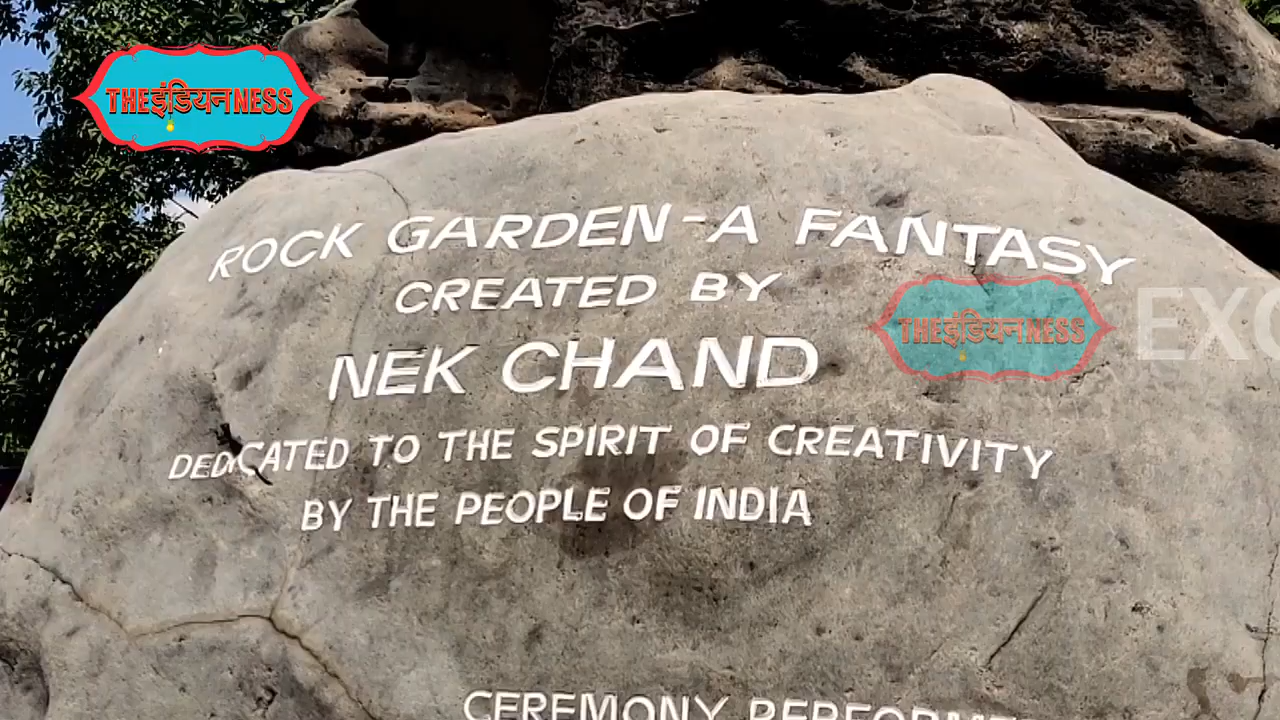 THEइंडियनNESS
ROCK GARDEN - A FANTASY
CREATED BY
NEK CHAND
THEइंडियनNESS
DEDICATED TO THE SPIRIT OF CREATIVITY
BY THE PEOPLE OF INDIA
CEREMONY